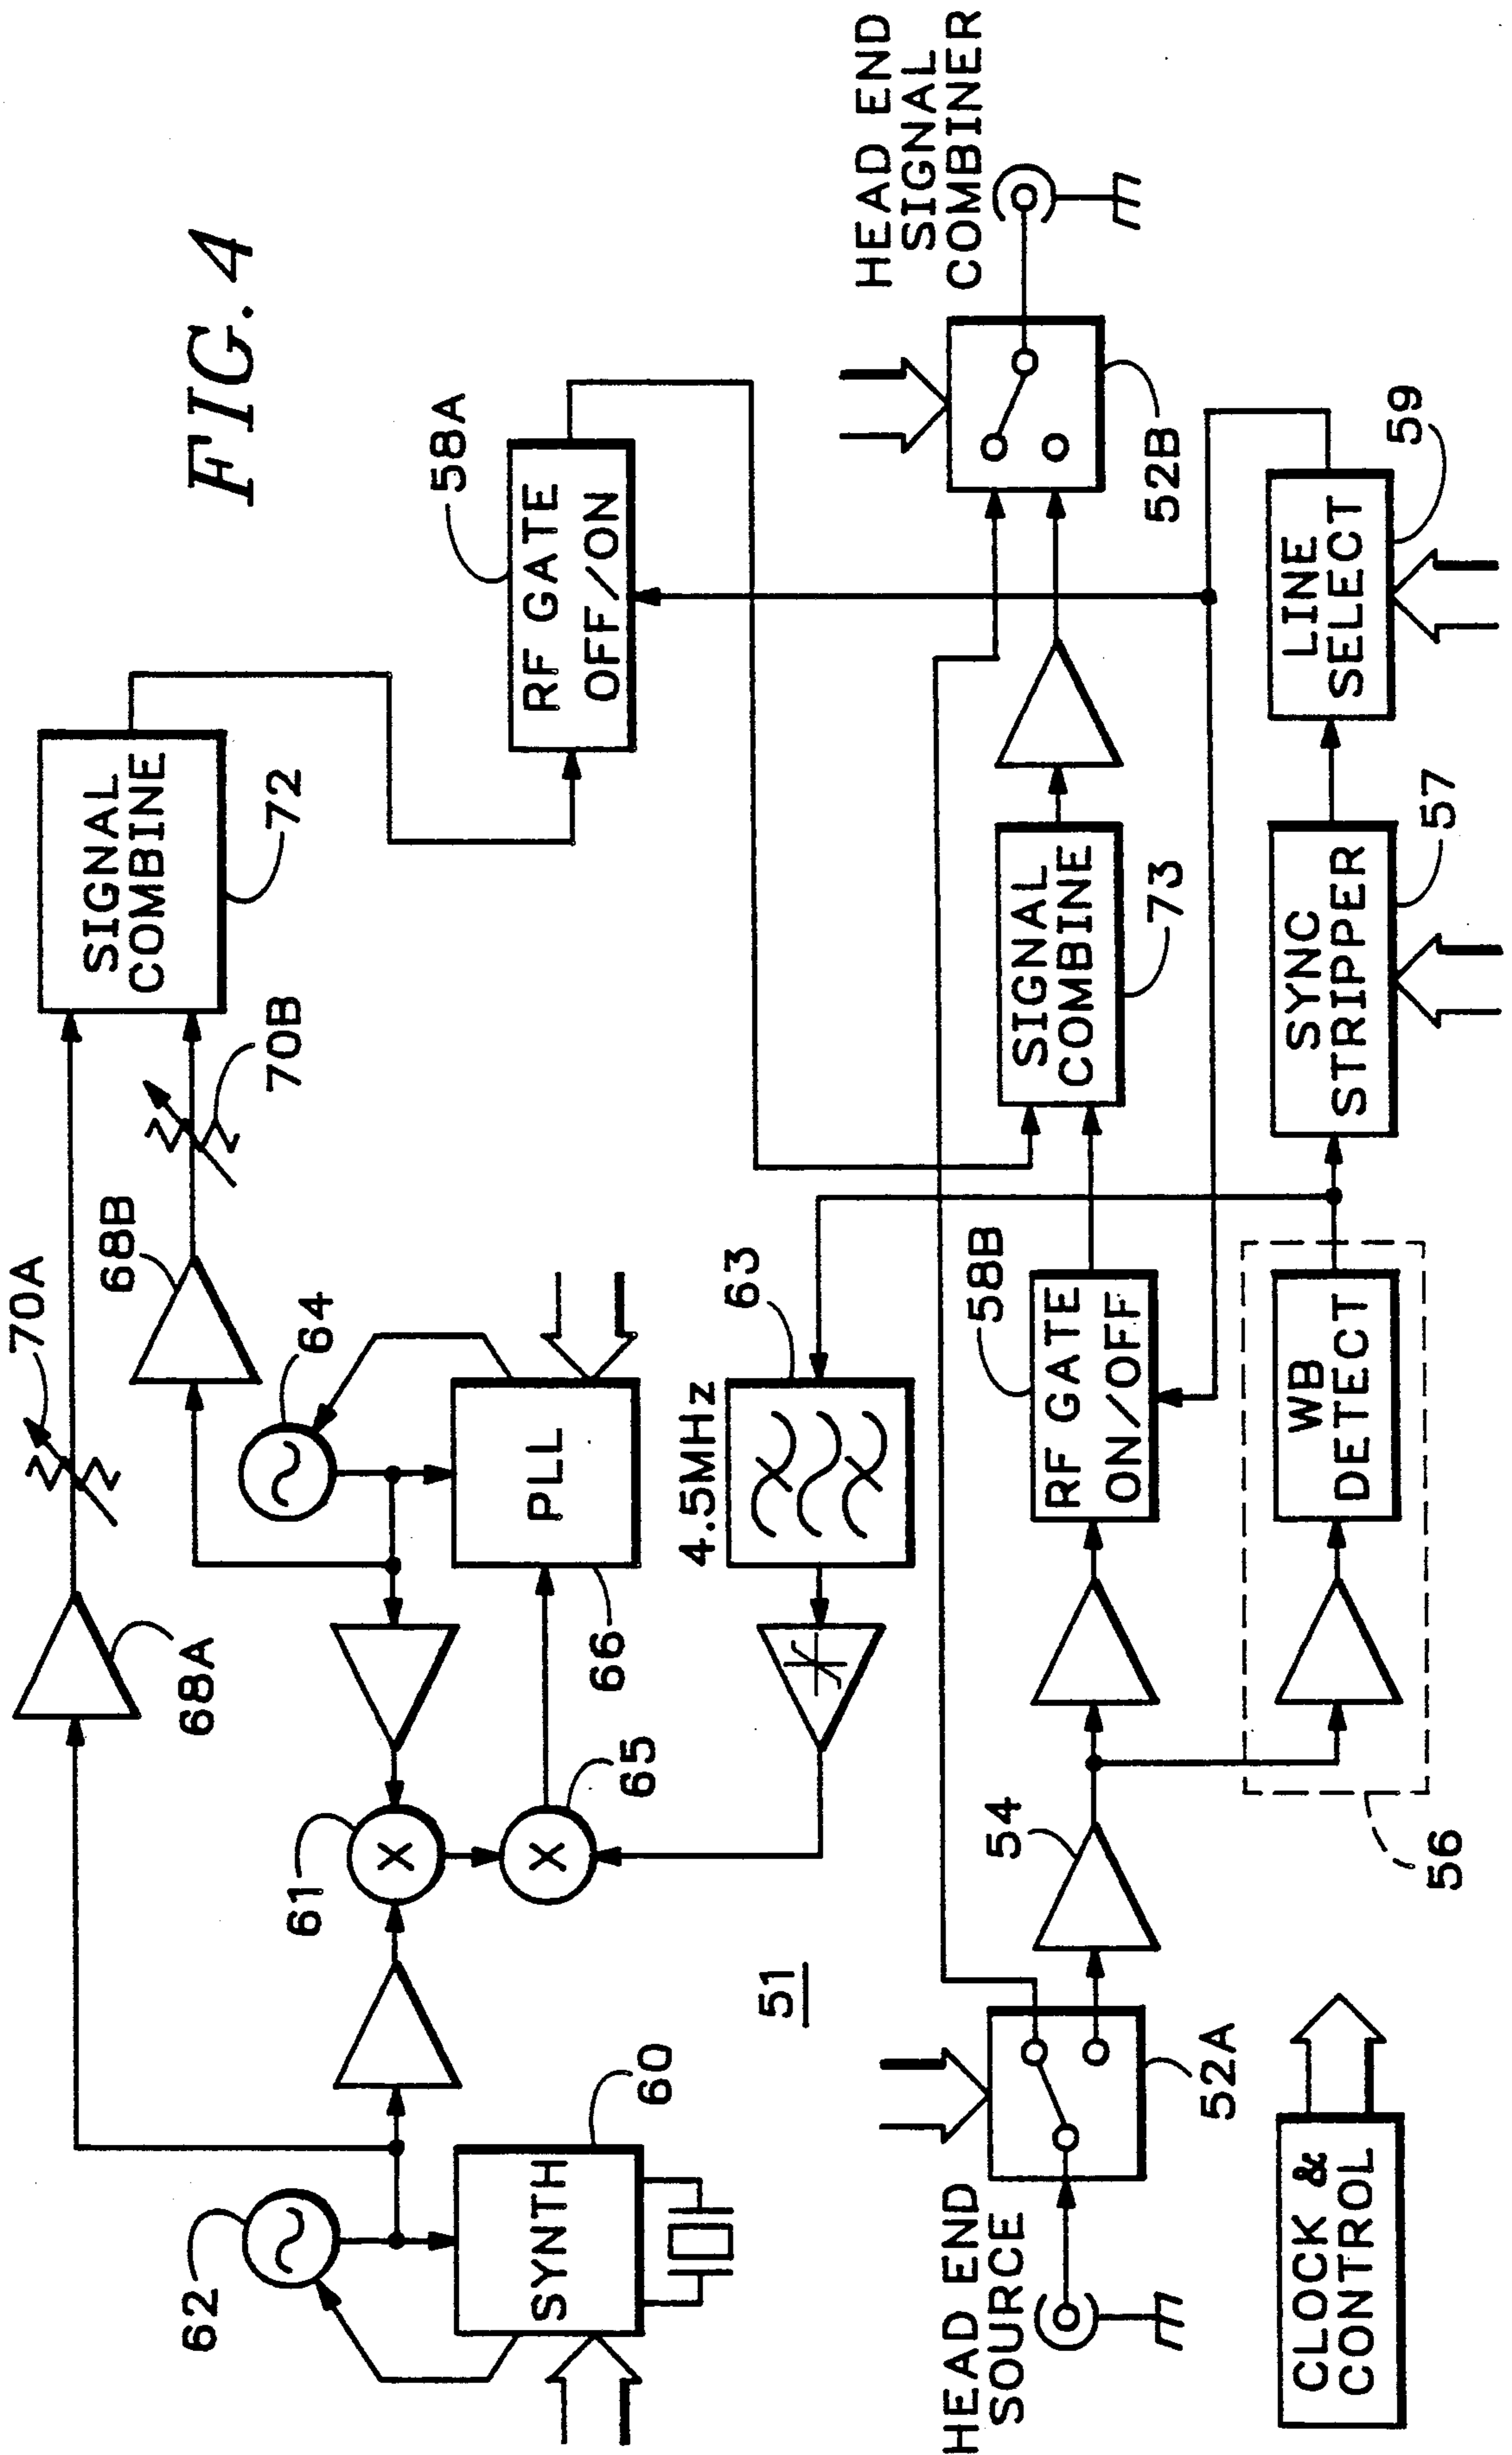 FIG. 4
70A
68A
68B
70B
SIGNAL
COMBINE
72
62
SYNTH
60
61
65
64
PLL
66
4.5MHz
63
RF GATE
OFF/ON
58A
51
HEAD END
SOURCE
52A
54
RF GATE
ON/OFF
58B
SIGNAL
COMBINE
73
HEAD END
SIGNAL
COMBINER
52B
CLOCK &
CONTROL
56
WB
DETECT
SYNC
STRIPPER
57
LINE
SELECT
59